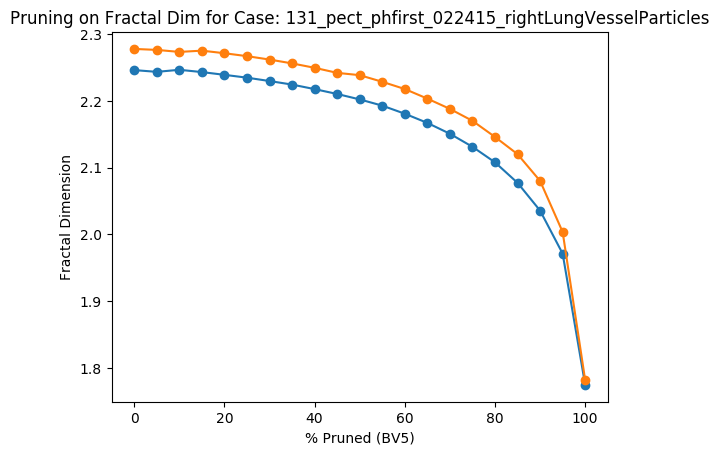 Pruning on Fractal Dim for Case: 131_pect_phfirst_022415_rightLungVesselParticles
2.3
2.2
2.1
2.0
1.9
1.8
Fractal Dimension
0 20 40 60 80 100
% Pruned (BV5)